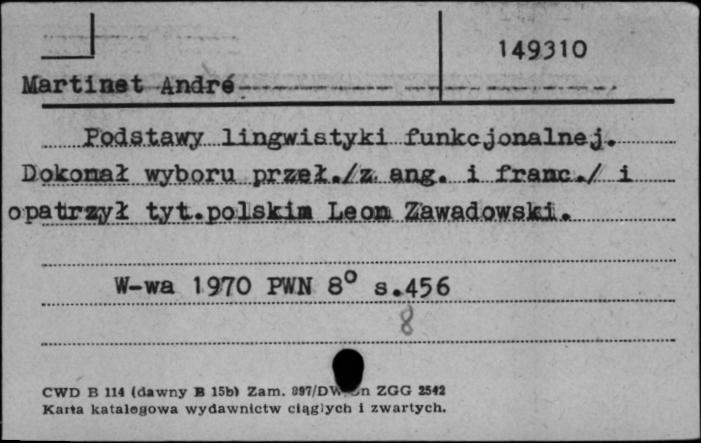 149310
Martinet André
Podstawy lingwistyki funkcjonalnej.
Dokonał wyboru przeł./z ang. i franc./ i
opatrzył tyt.polskim Leon Zawadowski.
W-wa 1970 PWN 8° s.456
8
CWD B 114 (dawny B 15b) Zam. 897/DW. ZGG 2542
Karta katalogowa wydawnictw ciągłych i zwartych.